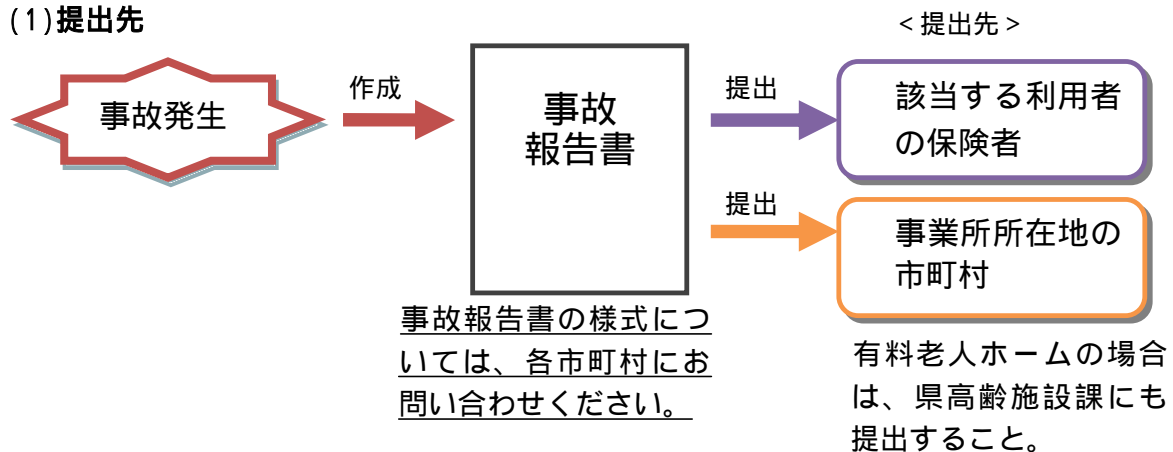 (1)提出先
<提出先>
事故発生
作成
事故
報告書
提出
該当する利用者
の保険者
提出
事業所所在地の
市町村
事故報告書の様式につ
いては、各市町村にお
問い合わせください。
有料老人ホームの場合
は、県高齢施設課にも
提出すること。